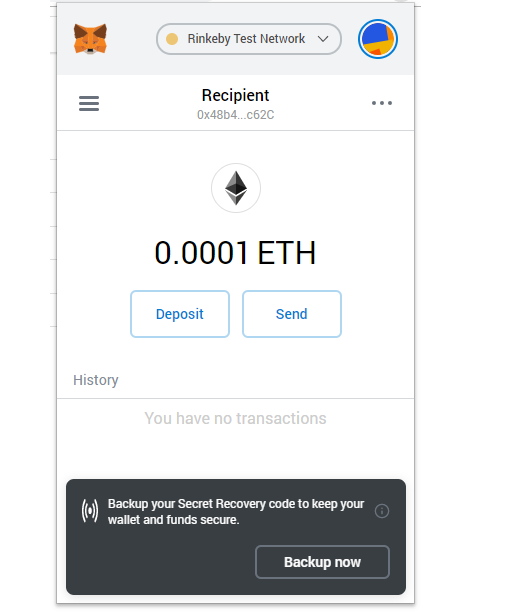 Rinkeby Test Network
Recipient
0x48b4...c62C
0.0001 ETH
Deposit
Send
History
You have no transactions
Backup your Secret Recovery code to keep your
wallet and funds secure.
Backup now